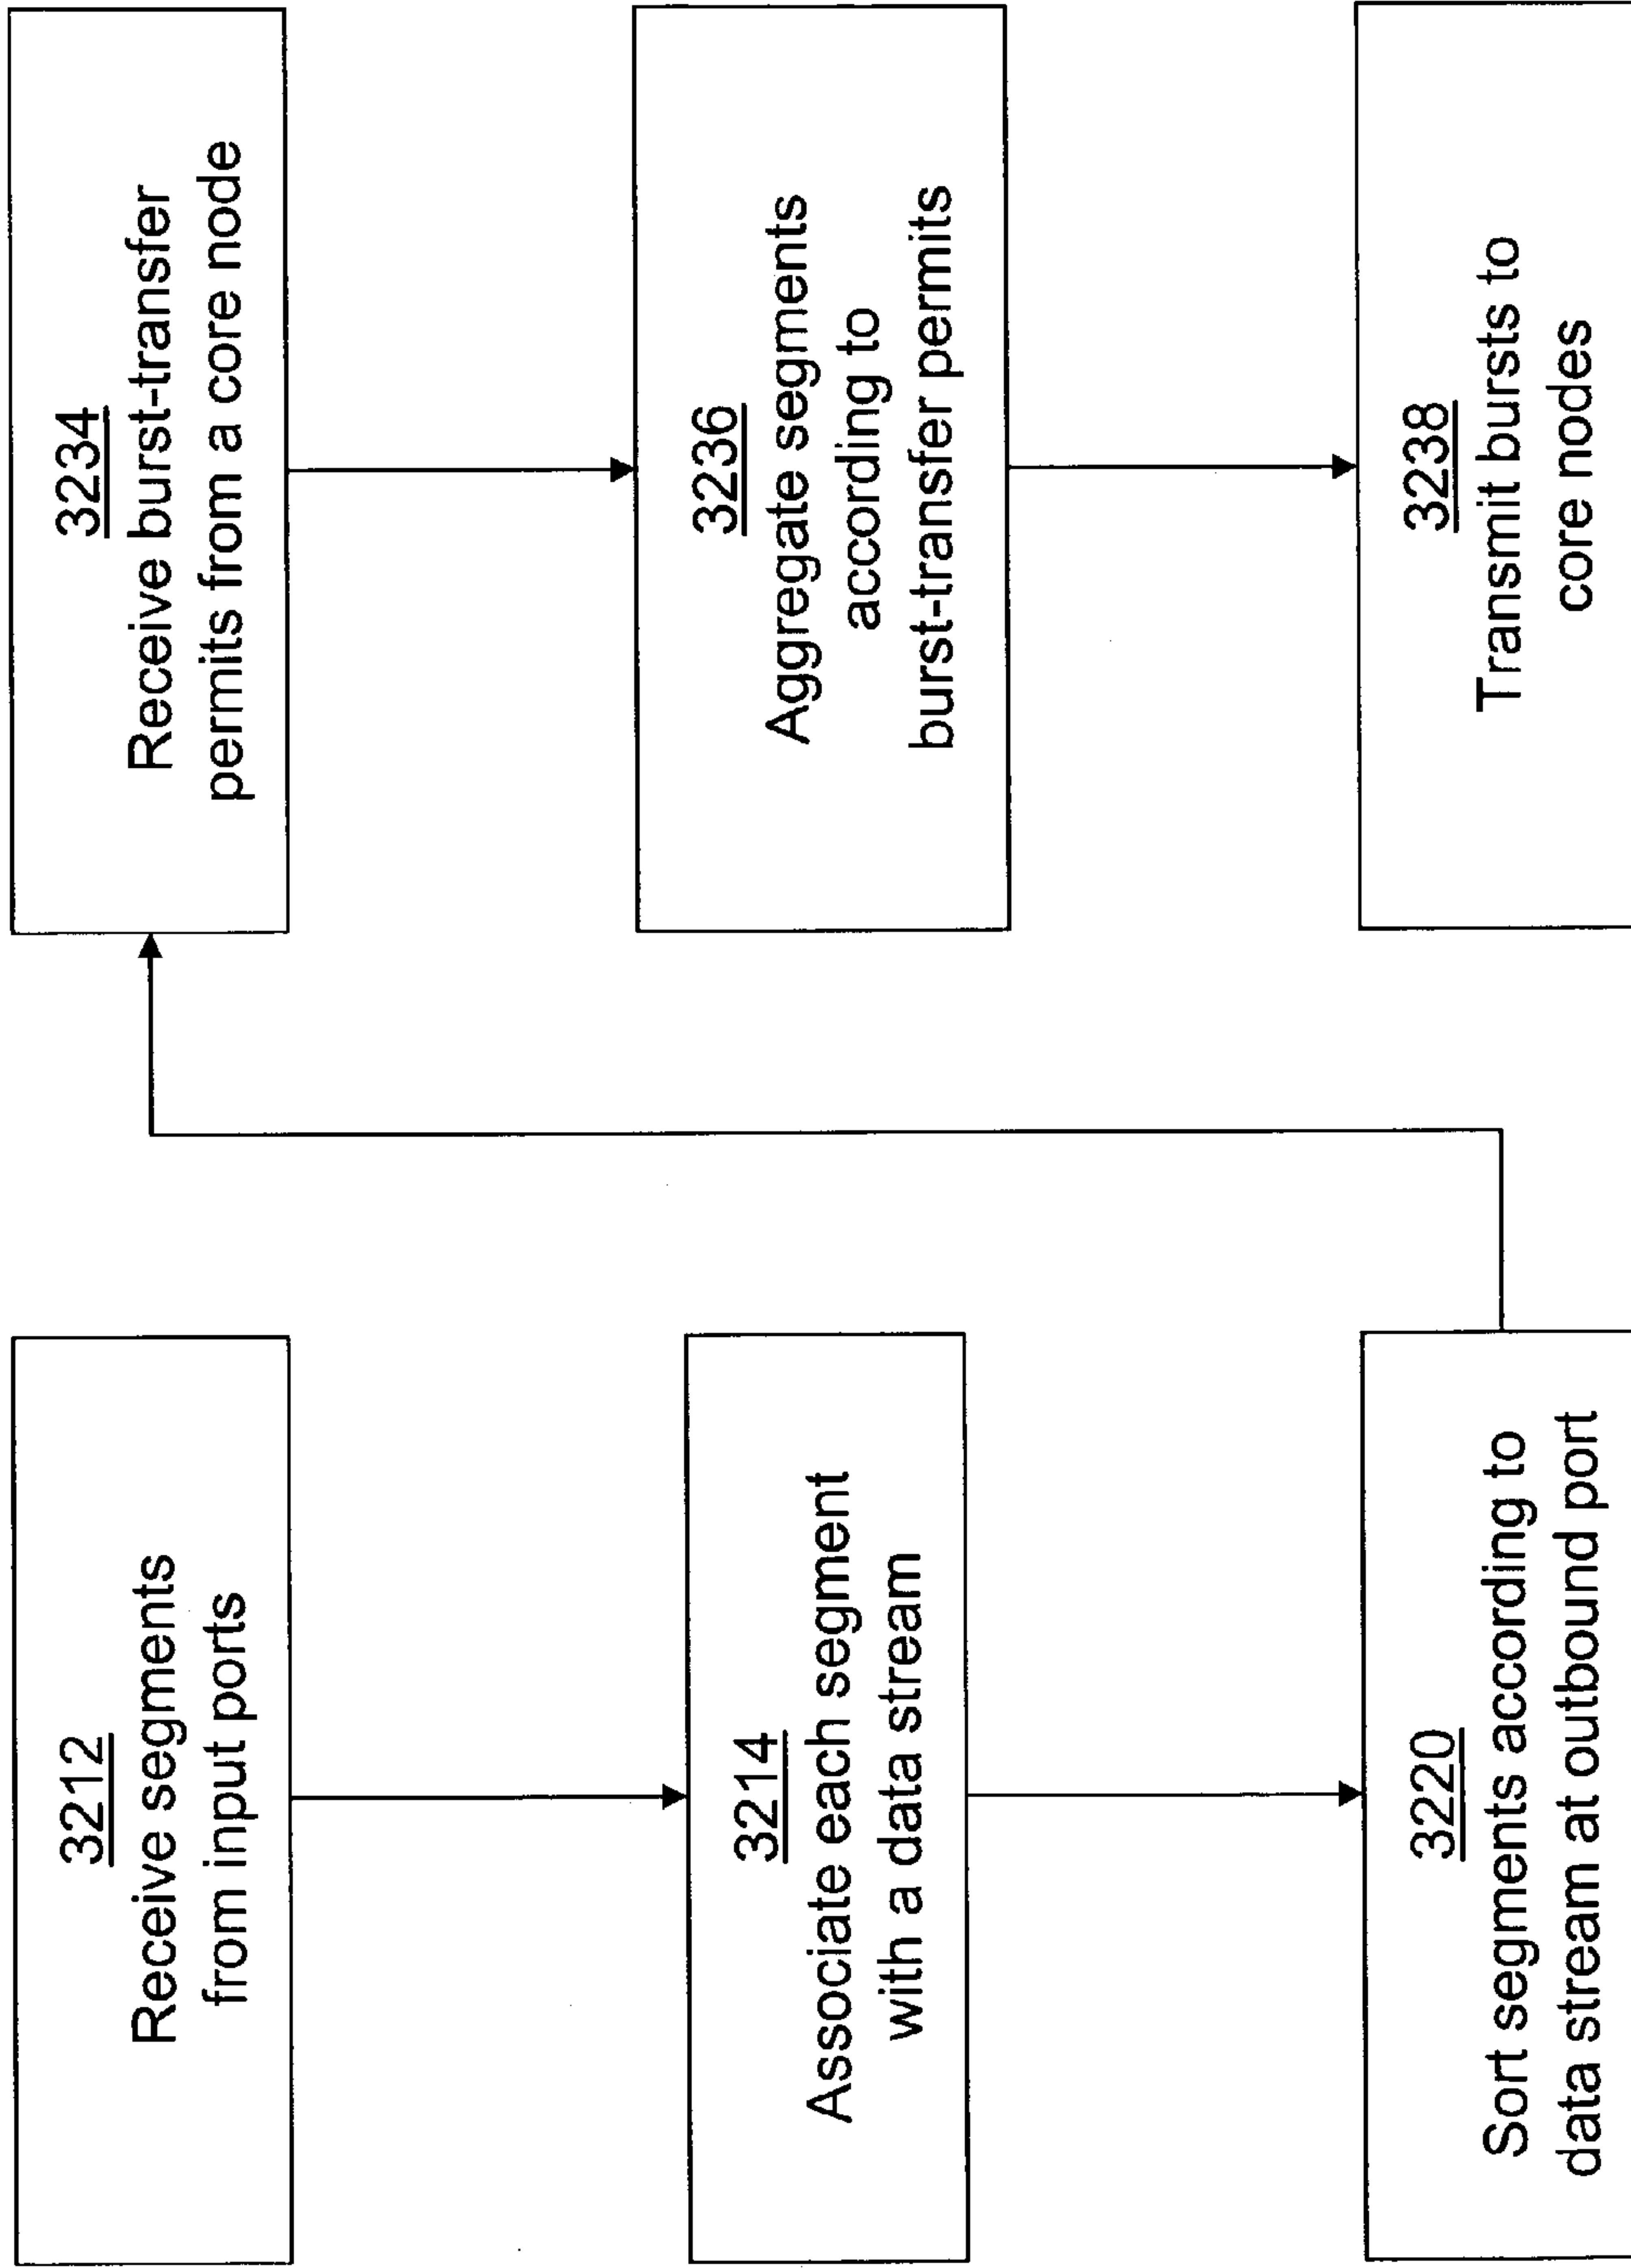 3212
Receive segments
from input ports
3214
Associate each segment
with a data stream
3220
Sort segments according to
data stream at outbound port
3234
Receive burst-transfer
permits from a core node
3236
Aggregate segments
according to
burst-transfer permits
3238
Transmit bursts to
core nodes